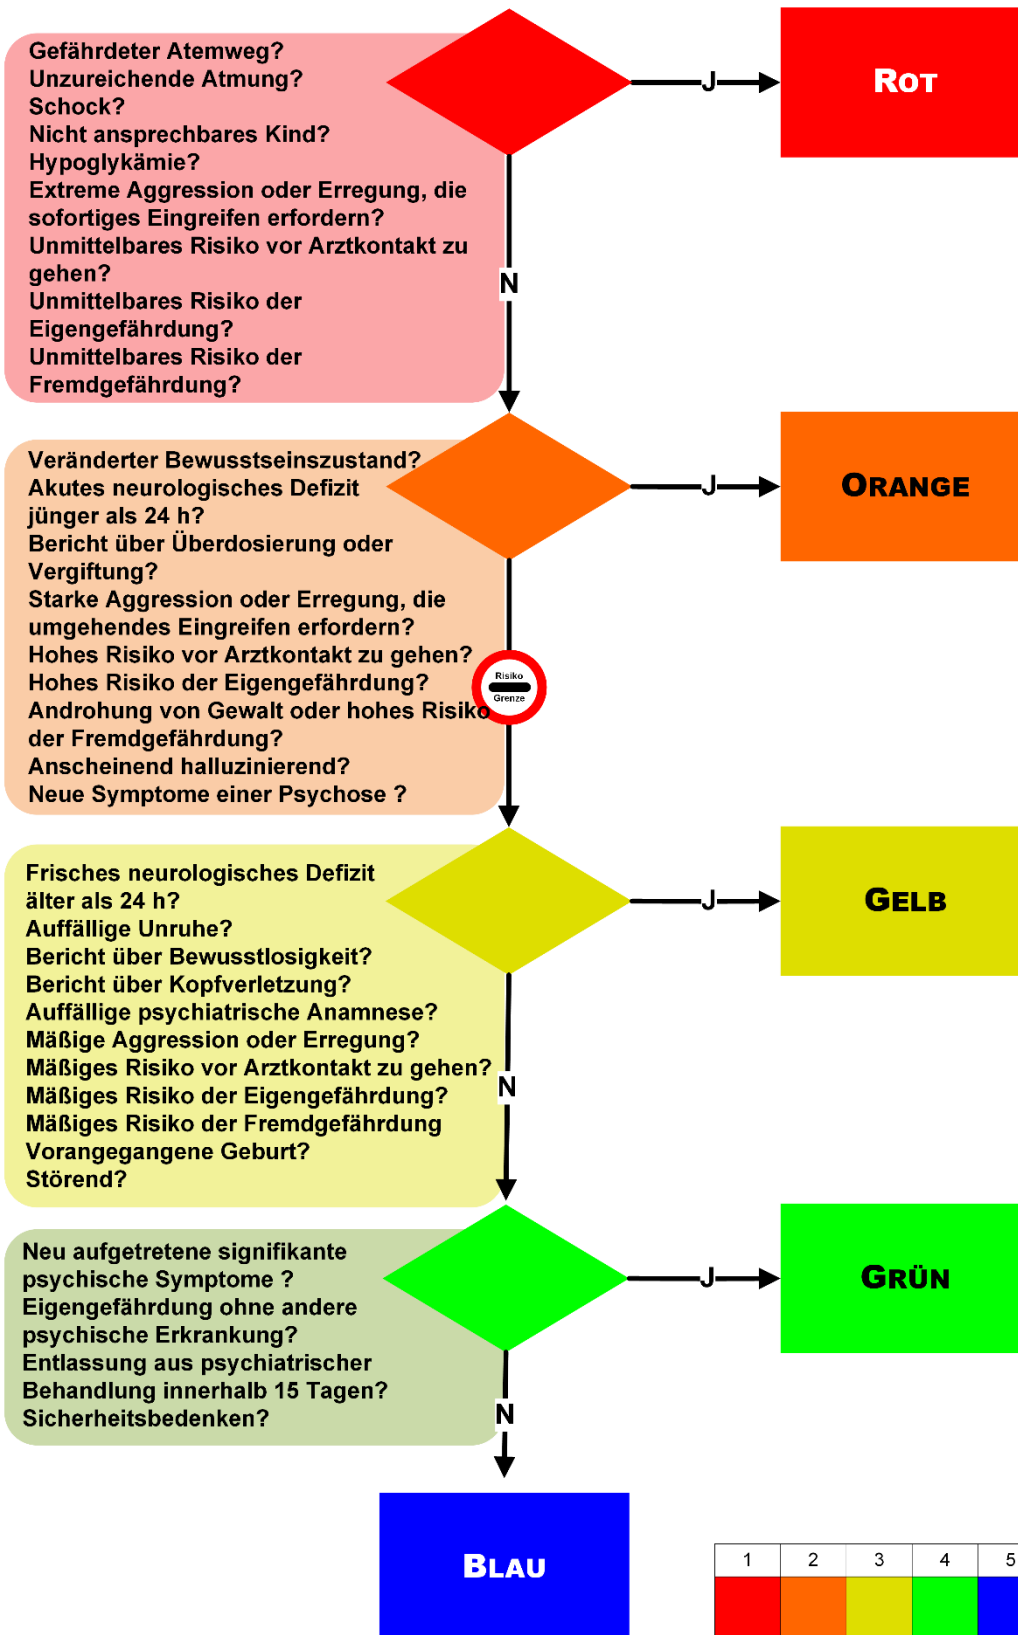 Gefährdeter Atemweg?
Unzureichende Atmung?
Schock?
Nicht ansprechbares Kind?
Hypoglykämie?
Extreme Aggression oder Erregung, die
sofortiges Eingreifen erfordern?
Unmittelbares Risiko vor Arztkontakt zu
gehen?
Unmittelbares Risiko der
Eigengefährdung?
Unmittelbares Risiko der
Fremdgefährdung?
J
ROT
N
Veränderter Bewusstseinszustand?
Akutes neurologisches Defizit
jünger als 24 h?
Bericht über Überdosierung oder
Vergiftung?
Starke Aggression oder Erregung, die
umgehendes Eingreifen erfordern?
Hohes Risiko vor Arztkontakt zu gehen?
Hohes Risiko der Eigengefährdung?
Androhung von Gewalt oder hohes Risiko
der Fremdgefährdung?
Anscheinend halluzinierend?
Neue Symptome einer Psychose ?
J
ORANGE
Risiko
Grenze
Frisches neurologisches Defizit
älter als 24 h?
Auffällige Unruhe?
Bericht über Bewusstlosigkeit?
Bericht über Kopfverletzung?
Auffällige psychiatrische Anamnese?
Mäßige Aggression oder Erregung?
Mäßiges Risiko vor Arztkontakt zu gehen?
Mäßiges Risiko der Eigengefährdung?
Mäßiges Risiko der Fremdgefährdung
Vorangegangene Geburt?
Störend?
J
GELB
N
Neu aufgetretene signifikante
psychische Symptome ?
Eigengefährdung ohne andere
psychische Erkrankung?
Entlassung aus psychiatrischer
Behandlung innerhalb 15 Tagen?
Sicherheitsbedenken?
J
GRÜN
N
BLAU
1 2 3 4 5